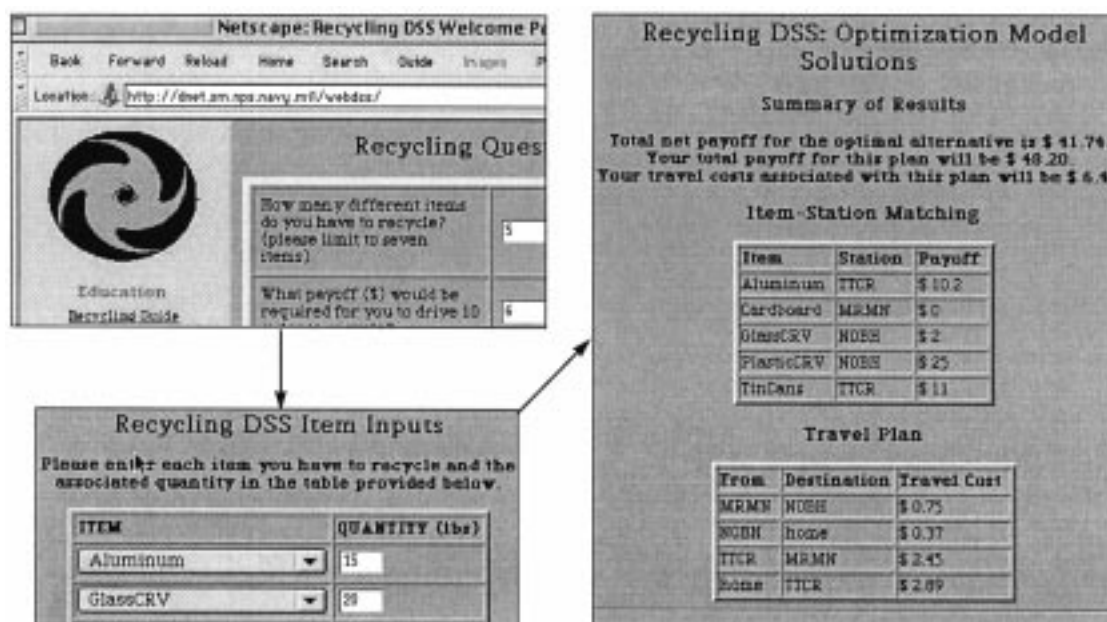 Netscape: Recycling DSS Welcome
Back Forward Reload Home Search Guide Images
Location: http://dnet.sm.nps.navy.mil/webdss/
Recycling Ques
How many different items
do you have to recycle?
(please limit to seven
items)
5
What payoff ($) would be
required for you to drive 10
6
Education
Recycling Guide
Recycling DSS Item Inputs
Please enter each item you have to recycle and the
associated quantity in the table provided below.
ITEM QUANTITY (lbs)
Aluminum 15
GlassCRV 20
Recycling DSS: Optimization Model
Solutions
Summary of Results
Total net payoff for the optimal alternative is $ 41.74
Your total payoff for this plan will be $ 48.20.
Your travel costs associated with this plan will be $ 6.4
Item-Station Matching
Item Station Payoff
Aluminum TTCR $ 10.2
Cardboard MRMN $ 0
GlassCRV NOBH $ 2
PlasticCRV NOBH $ 25
TinCans TTCR $ 11
Travel Plan
From Destination Travel Cost
MRMN NOBH $ 0.75
NOBH home $ 0.37
TTCR MRMN $ 2.45
home TTCR $ 2.89